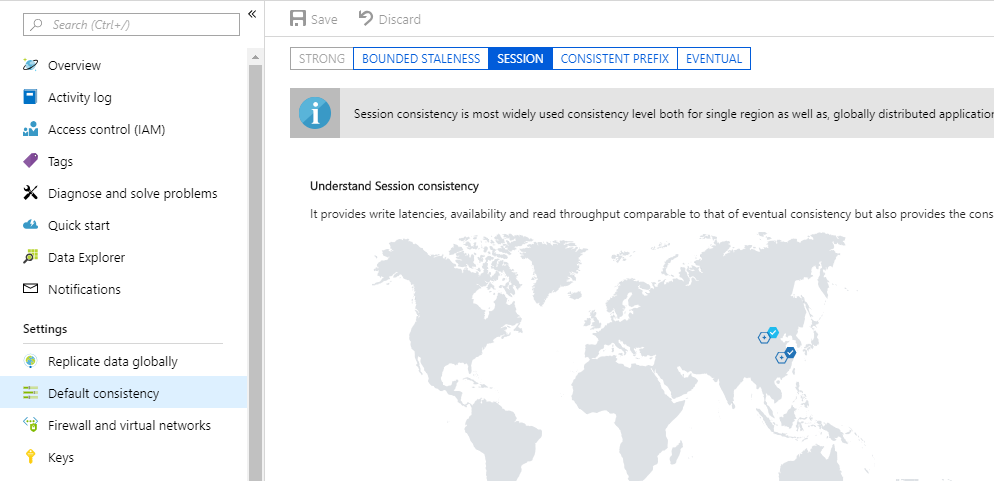 Search (Ctrl+/)
«
Overview
Activity log
Access control (IAM)
Tags
Diagnose and solve problems
Quick start
Data Explorer
Notifications
Settings
Replicate data globally
Default consistency
Firewall and virtual networks
Keys
Save Discard
STRONG BOUNDED STALENESS SESSION CONSISTENT PREFIX EVENTUAL
Session consistency is most widely used consistency level both for single region as well as, globally distributed application
Understand Session consistency
It provides write latencies, availability and read throughput comparable to that of eventual consistency but also provides the cons